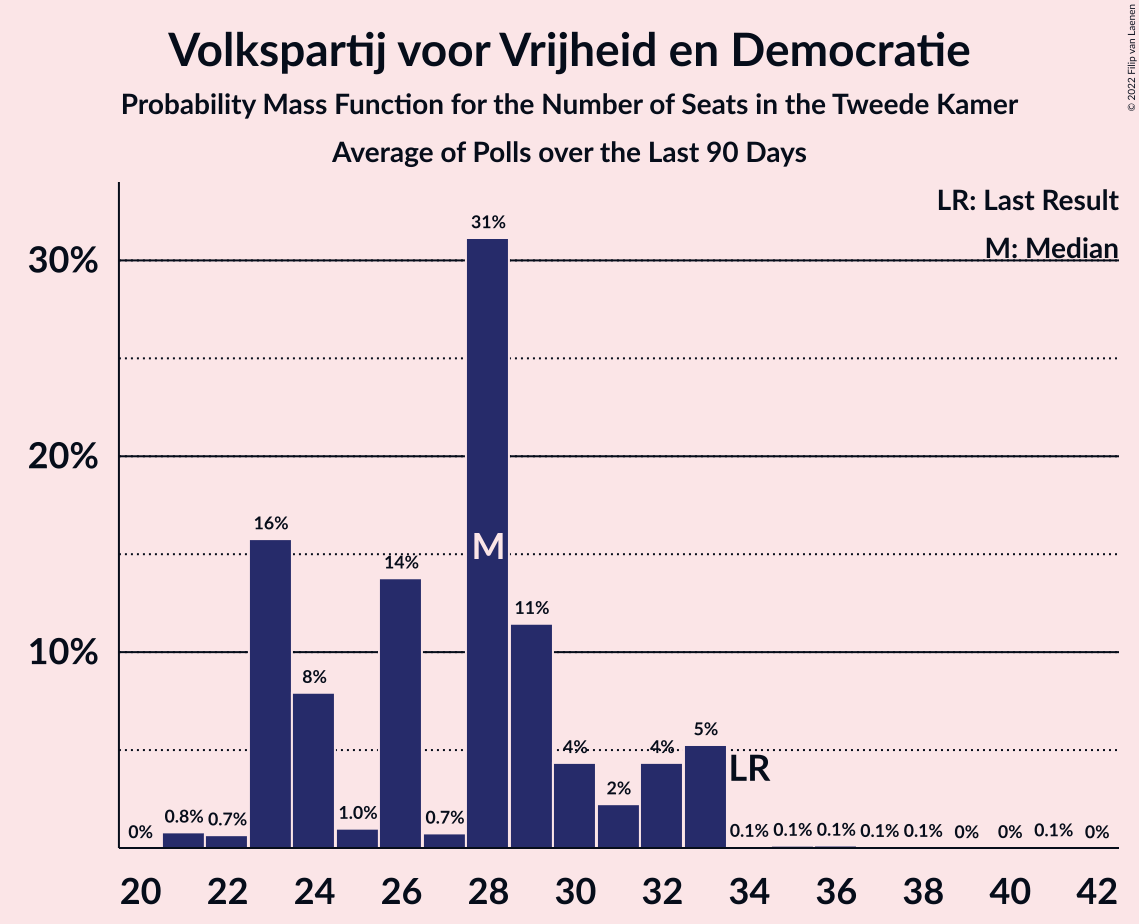 Volkspartij voor Vrijheid en Democratie
Probability Mass Function for the Number of Seats in the Tweede Kamer
Average of Polls over the Last 90 Days
© 2022 Filip van Laenen
LR: Last Result
M: Median
30%
20%
10%
0%
0.8%
0.7%
16%
8%
1.0%
14%
0.7%
31%
M
11%
4%
2%
4%
5%
LR
0.1%
0.1%
0.1%
0.1%
0.1%
0%
0%
0.1%
0%
20 22 24 26 28 30 32 34 36 38 40 42